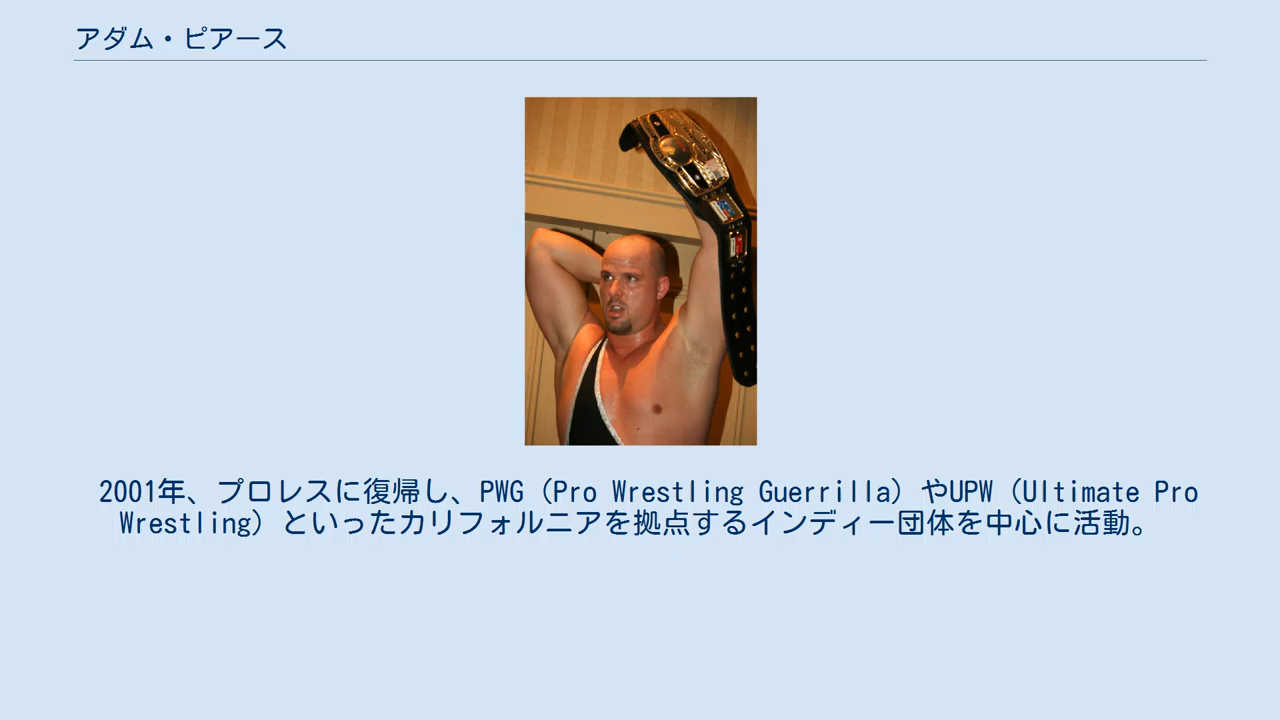 アダム・ピアース
2001年、プロレスに復帰し、PWG（Pro Wrestling Guerrilla）やUPW（Ultimate Pro
Wrestling）といったカリフォルニアを拠点するインディー団体を中心に活動。